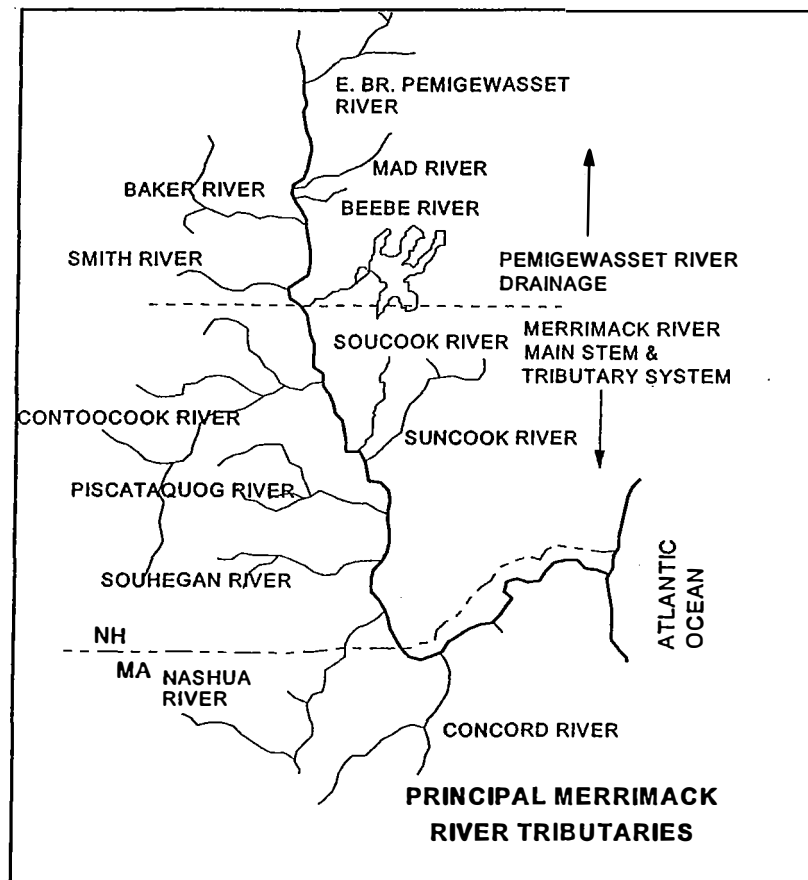 E. BR. PEMIGEWASSET
RIVER
MAD RIVER
BAKER RIVER
BEEBE RIVER
SMITH RIVER
PEMIGEWASSET RIVER
DRAINAGE
SOUCOOK RIVER
MERRIMACK RIVER
MAIN STEM &
TRIBUTARY SYSTEM
CONTOOCOOK RIVER
SUNCOOK RIVER
PISCATAQUOG RIVER
SOUHEGAN RIVER
ATLANTIC
OCEAN
NH
MA
NASHUA
RIVER
CONCORD RIVER
PRINCIPAL MERRIMACK
RIVER TRIBUTARIES